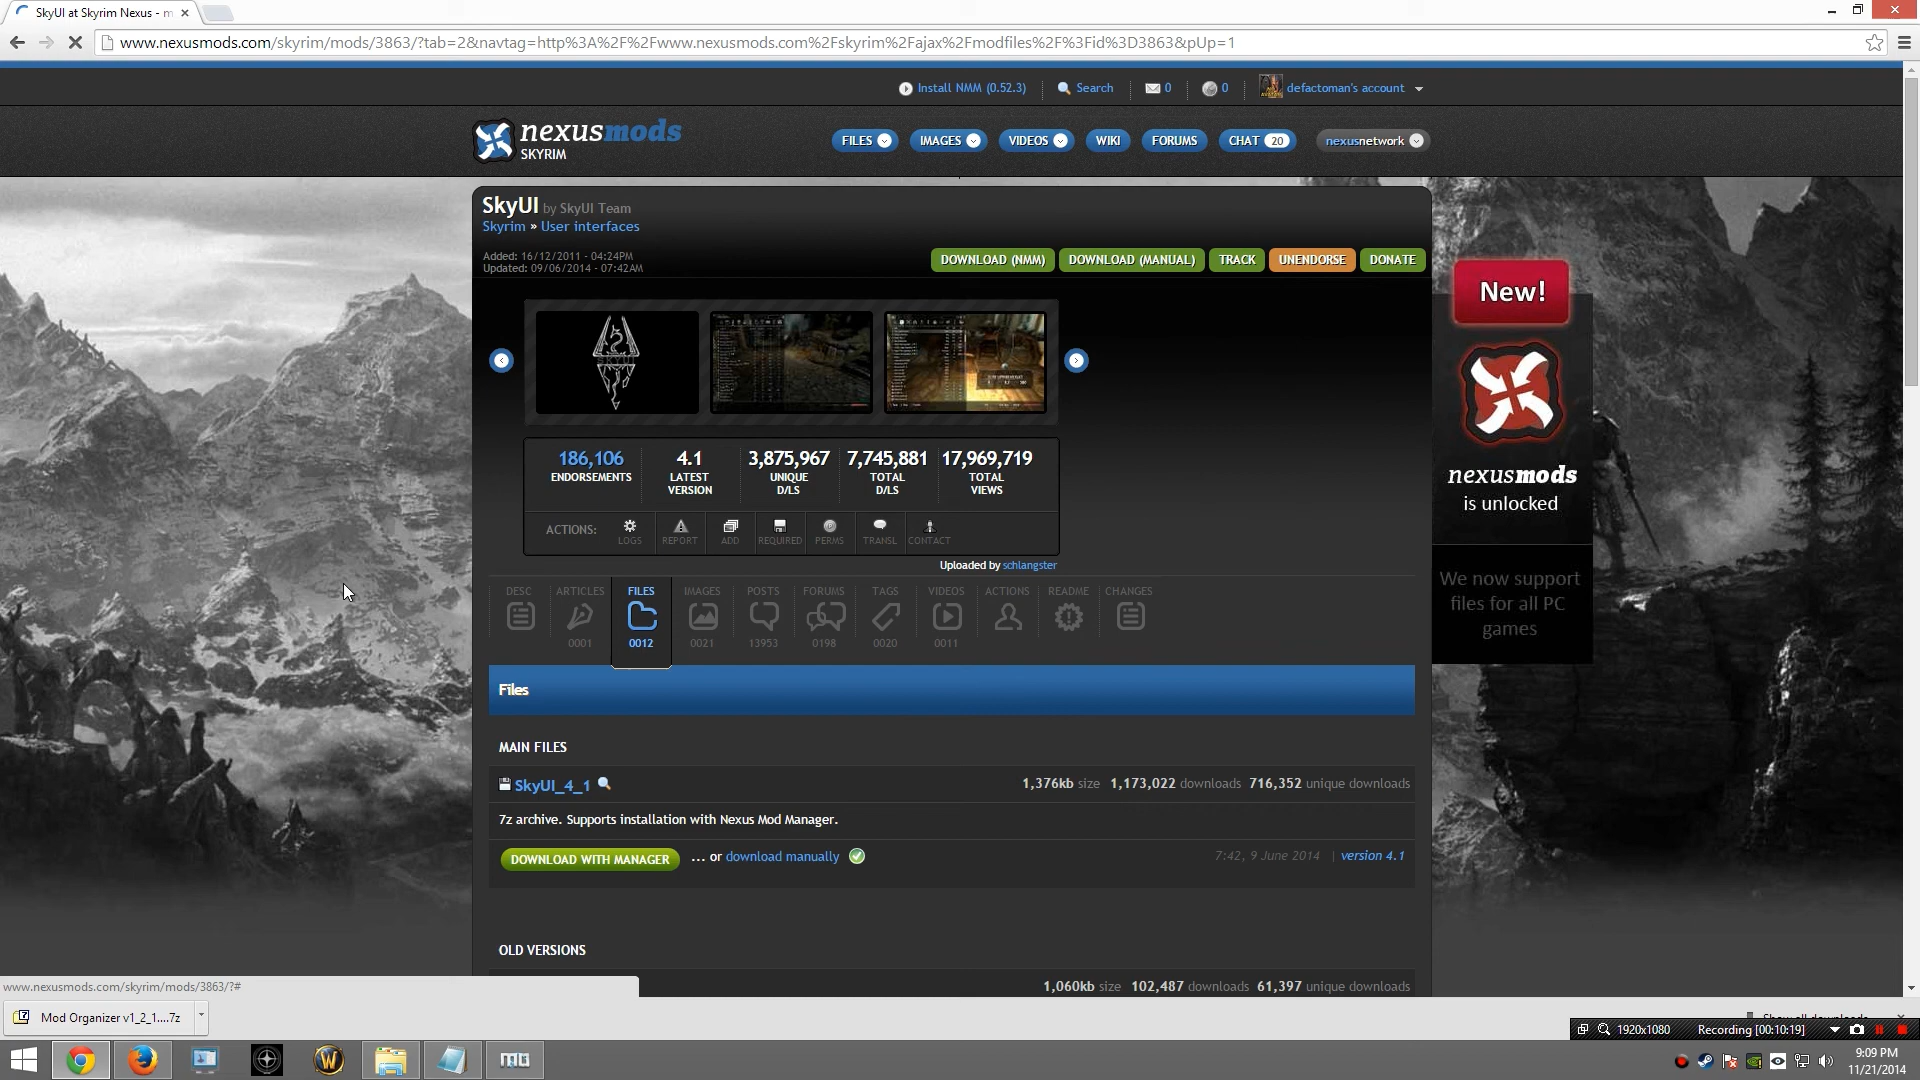 SkyUI at Skyrim Nexus - m
www.nexusmods.com/skyrim/mods/3863/?tab=2&navtag=http%3A%2F%2Fwww.nexusmods.com%2Fskyrim%2Fajax%2Fmodfiles%2F%3Fid%3D3863&pUp=1
Install NMM (0.52.3) Search 0 0 defactoman's account
nexusmods
SKYRIM
FILES IMAGES VIDEOS WIKI FORUMS CHAT 20 nexusnetwork
SkyUI by SkyUI Team
Skyrim » User interfaces
Added: 16/12/2011 - 04:24PM
Updated: 09/06/2014 - 07:42AM
DOWNLOAD (NMM) DOWNLOAD (MANUAL) TRACK UNENDORSE DONATE
SKYUI
186,106 4.1 3,875,967 7,745,881 17,969,719
ENDORSEMENTS LATEST UNIQUE TOTAL TOTAL
VERSION D/LS D/LS VIEWS
ACTIONS: LOGS REPORT ADD REQUIRED PERMS TRANSL CONTACT
Uploaded by schlangster
DESC ARTICLES FILES IMAGES POSTS FORUMS TAGS VIDEOS ACTIONS README CHANGES
0001 0012 0021 13953 0198 0020 0011
Files
MAIN FILES
SkyUI_4_1 1,376kb size 1,173,022 downloads 716,352 unique downloads
7z archive. Supports installation with Nexus Mod Manager.
DOWNLOAD WITH MANAGER ... or download manually 7:42, 9 June 2014 | version 4.1
OLD VERSIONS
1,060kb size 102,487 downloads 61,397 unique downloads
New!
nexusmods
is unlocked
We now support
files for all PC
games
www.nexusmods.com/skyrim/mods/3863/?#
Mod Organizer v1_2_1....7z
Show all downloads...
1920x1080 Recording [00:10:19]
9:09 PM
11/21/2014